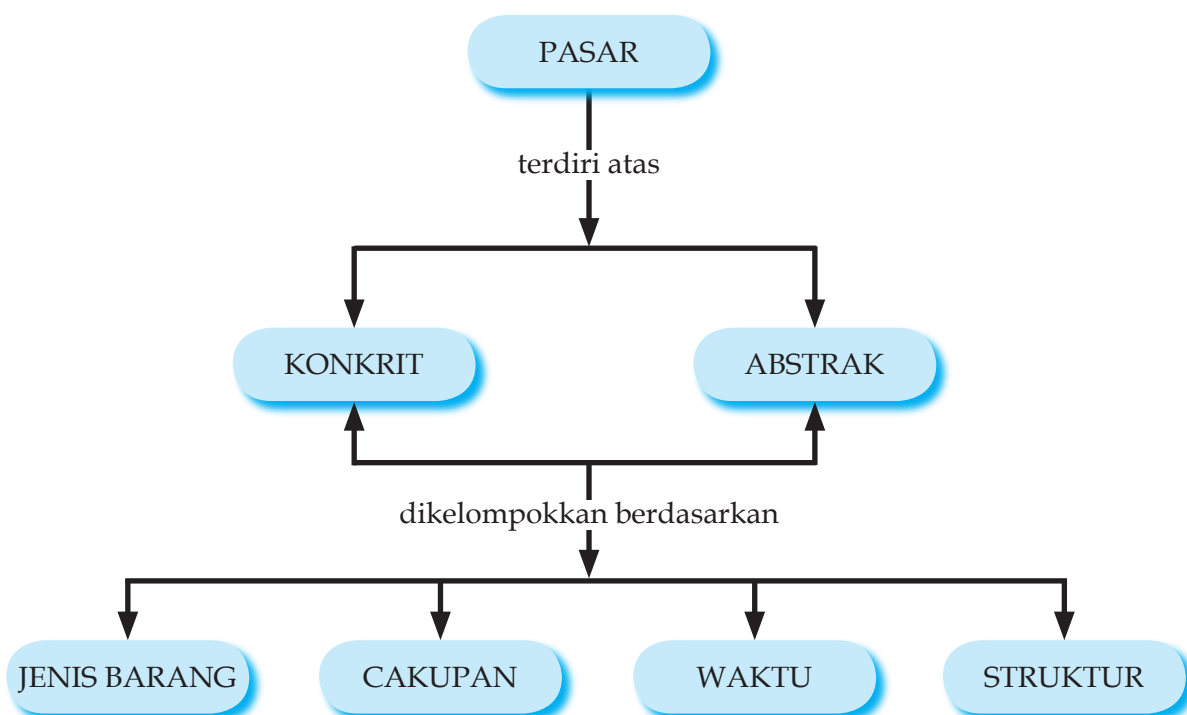 PASAR
terdiri atas
KONKRIT
ABSTRAK
dikelompokkan berdasarkan
JENIS BARANG
CAKUPAN
WAKTU
STRUKTUR